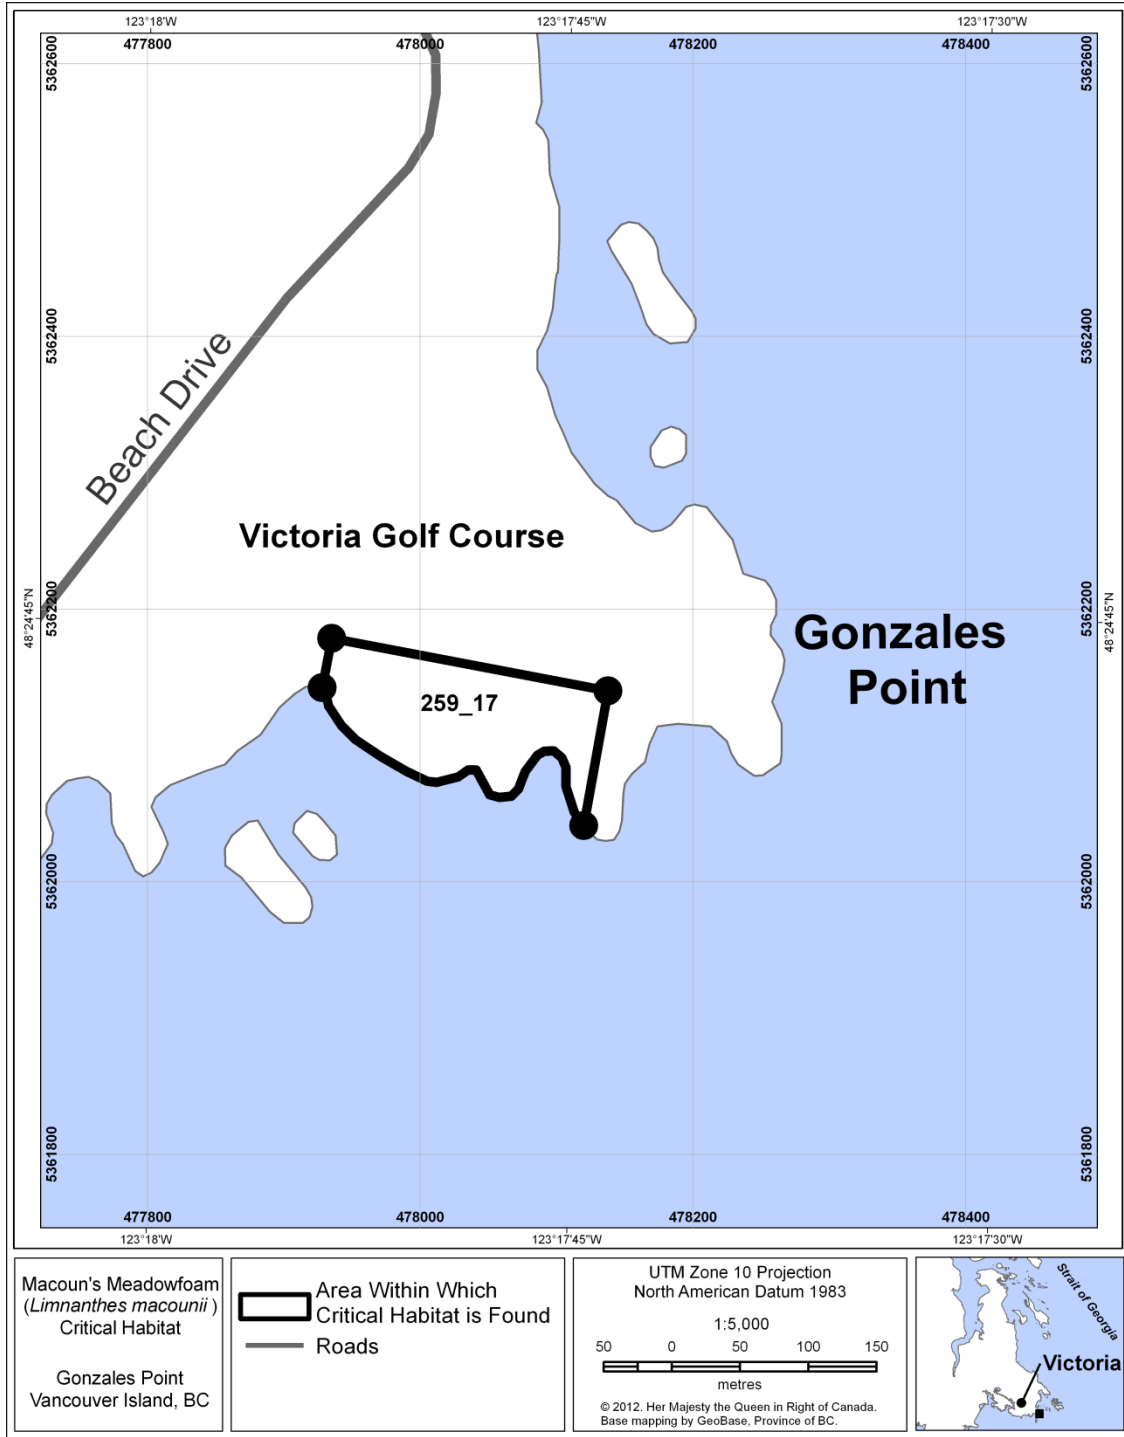 123°18'W 123°17'45"W 123°17'30"W
477800 478000 478200 478400
5362600 5362600
5362400 5362400
Beach Drive
Victoria Golf Course
48°24'45"N 5362200 5362200 48°24'45"N
Gonzales
Point
259_17
5362000 5362000
5361800 5361800
477800 478000 478200 478400
123°18'W 123°17'45"W 123°17'30"W
Macoun's Meadowfoam
(Limnanthes macounii )
Critical Habitat
Gonzales Point
Vancouver Island, BC
Area Within Which
Critical Habitat is Found
Roads
UTM Zone 10 Projection
North American Datum 1983
1:5,000
50 0 50 100 150
metres
© 2012. Her Majesty the Queen in Right of Canada.
Base mapping by GeoBase, Province of BC.
Strait of Georgia
Victoria